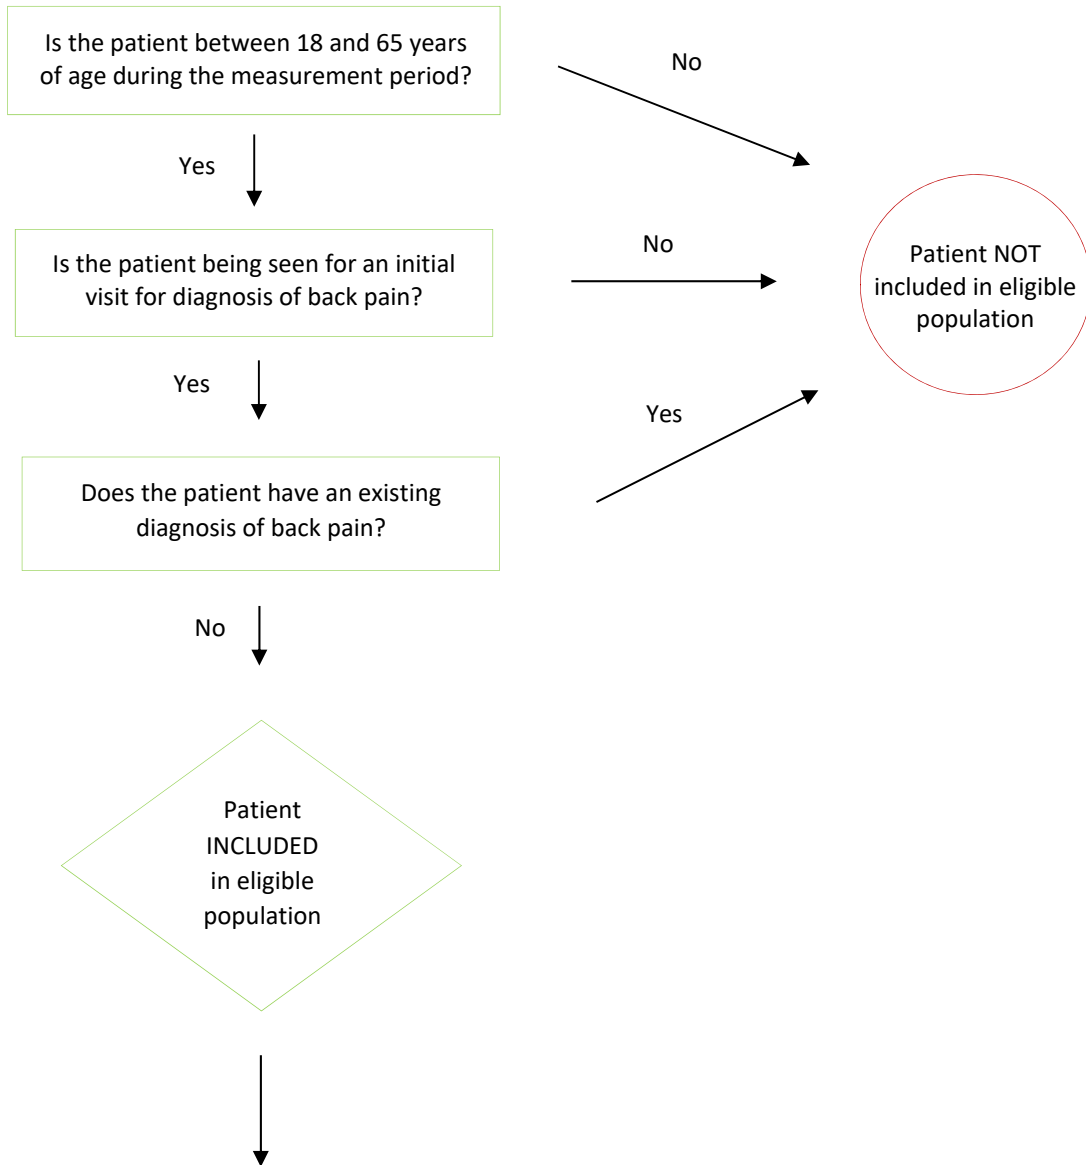 Is the patient between 18 and 65 years
of age during the measurement period?
No
Yes
Is the patient being seen for an initial
visit for diagnosis of back pain?
No
Patient NOT
included in eligible
population
Yes
Yes
Does the patient have an existing
diagnosis of back pain?
No
Patient
INCLUDED
in eligible
population